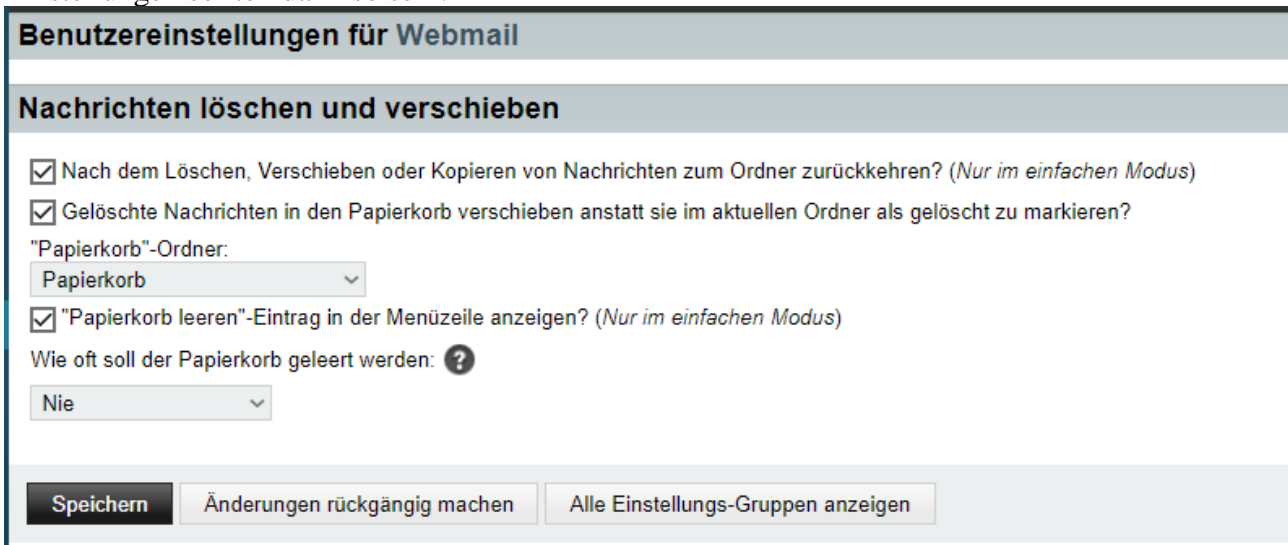 Benutzereinstellungen für Webmail
Nachrichten löschen und verschieben
Nach dem Löschen, Verschieben oder Kopieren von Nachrichten zum Ordner zurückkehren? (Nur im einfachen Modus)
Gelöschte Nachrichten in den Papierkorb verschieben anstatt sie im aktuellen Ordner als gelöscht zu markieren?
"Papierkorb"-Ordner:
Papierkorb
"Papierkorb leeren"-Eintrag in der Menüzeile anzeigen? (Nur im einfachen Modus)
Wie oft soll der Papierkorb geleert werden: ?
Nie
Speichern Änderungen rückgängig machen Alle Einstellungs-Gruppen anzeigen